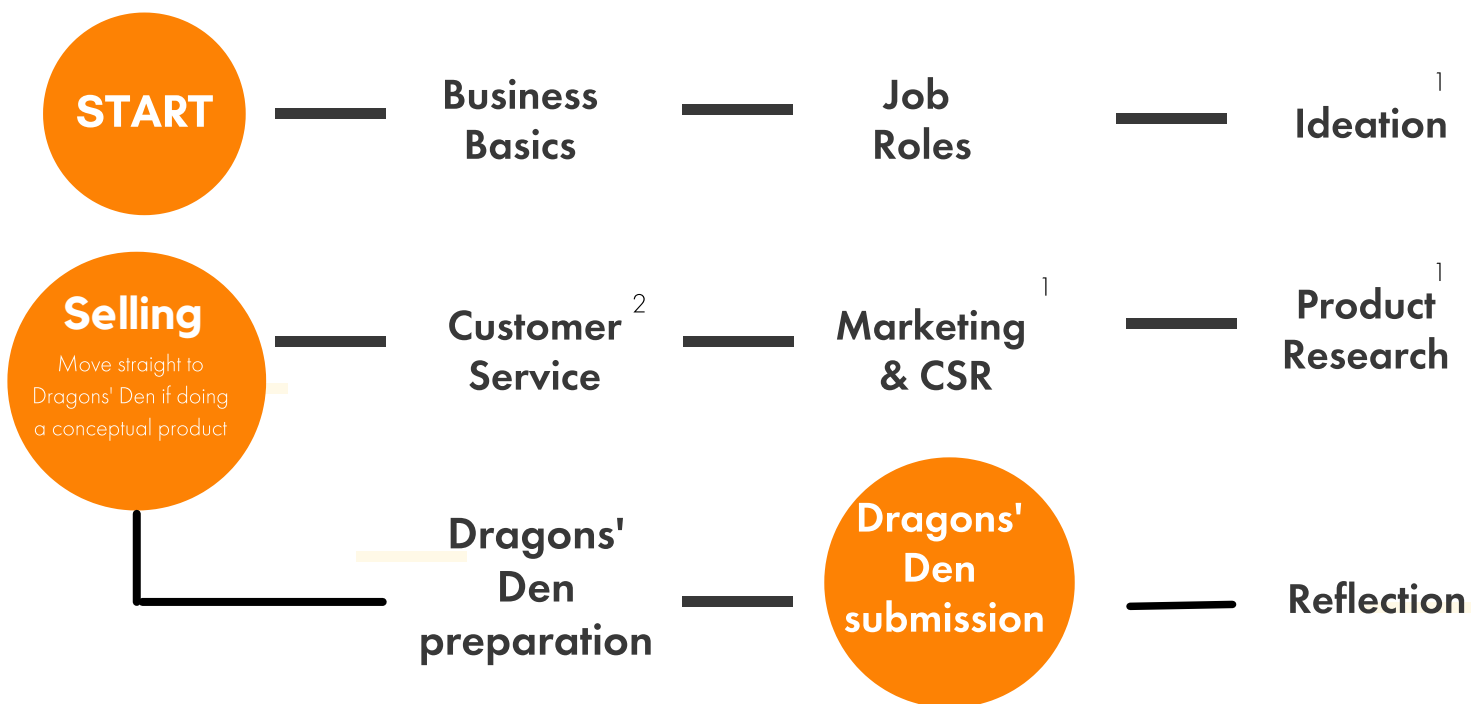 START
Business
Basics
Job
Roles
1
Ideation
Selling
Move straight to
Dragons' Den if doing
a conceptual product
2
Customer
Service
1
Marketing
& CSR
1
Product
Research
Dragons'
Den
preparation
Dragons'
Den
submission
Reflection